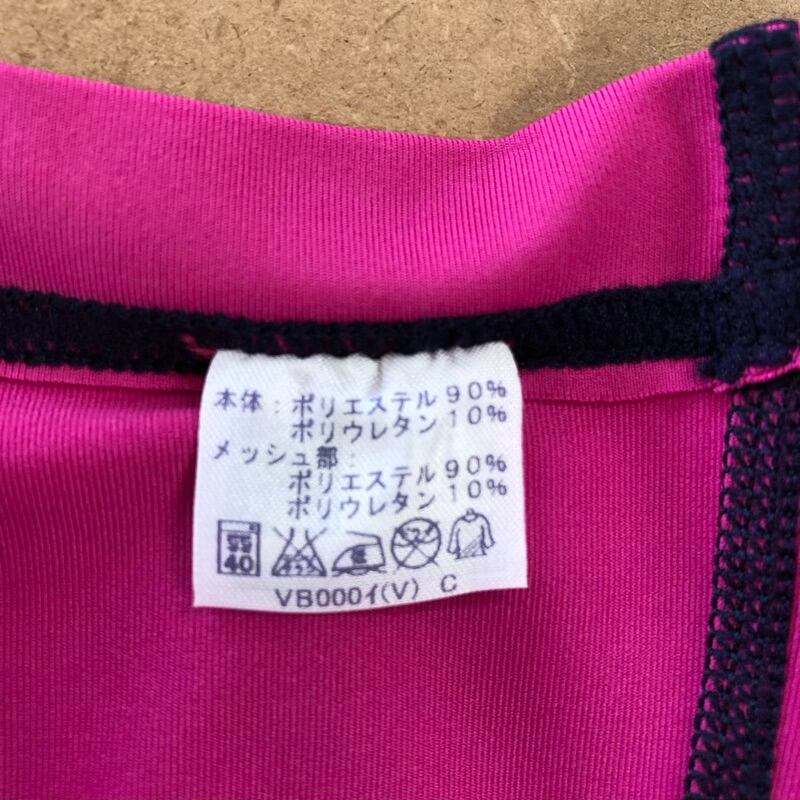 本体：ポリエステル90%
ポリウレタン10%
メッシュ部：
ポリエステル90%
ポリウレタン10%
40
VB000イ(V) C